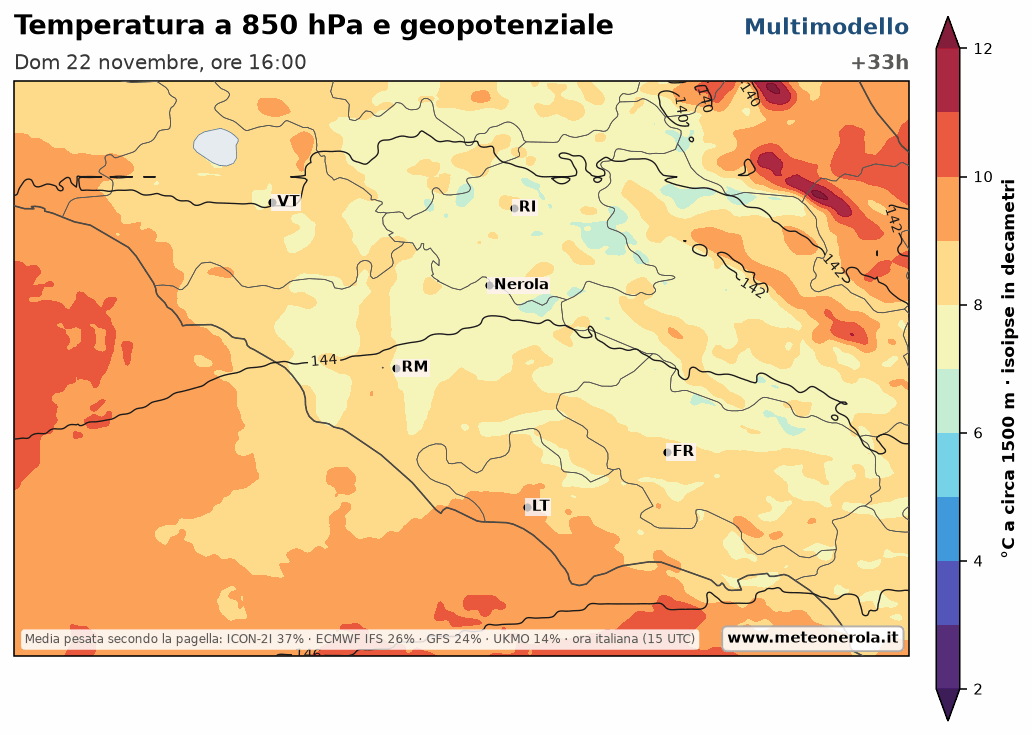 Temperatura a 850 hPa e geopotenziale
Multimodello
Dom 22 novembre, ore 16:00
+33h
140
140
140
VT
RI
142
142
142
Nerola
144
RM
FR
LT
146
Media pesata secondo la pagella: ICON-2I 37% · ECMWF IFS 26% · GFS 24% · UKMO 14% · ora italiana (15 UTC)
www.meteonerola.it
12
10
8
6
4
2
°C a circa 1500 m · isoipse in decametri